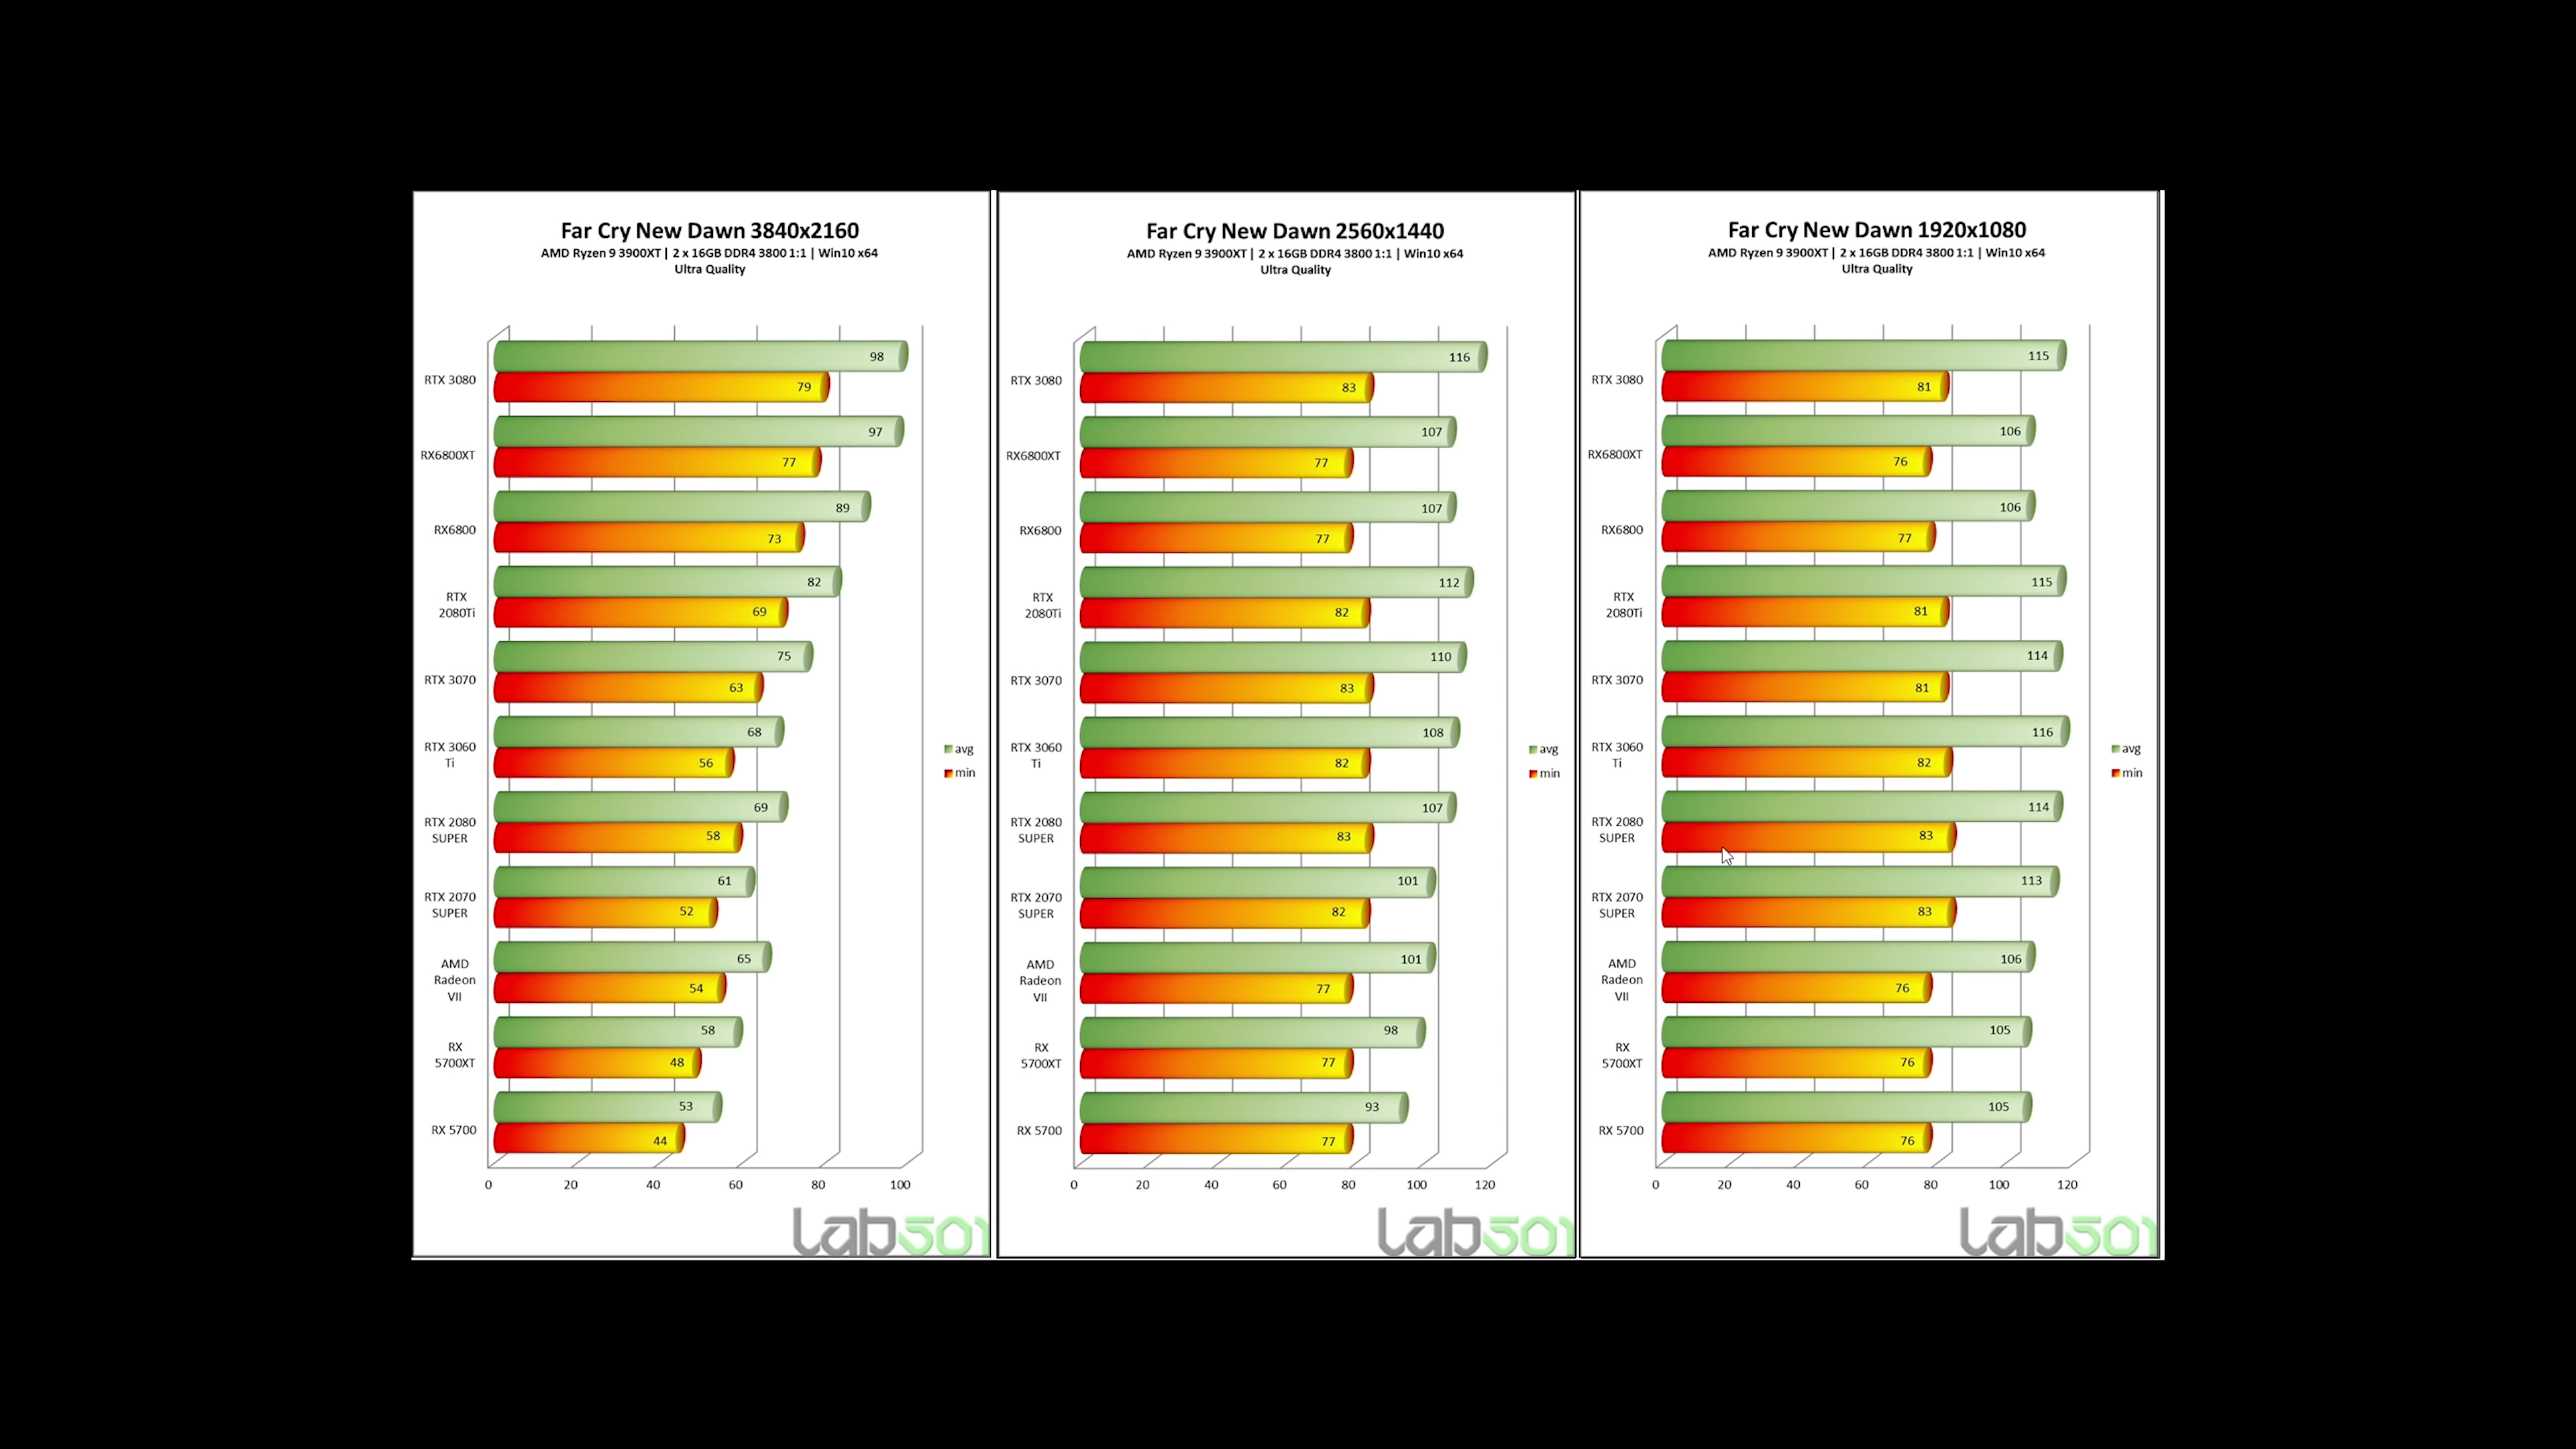 Far Cry New Dawn 3840x2160
AMD Ryzen 9 3900XT | 2 x 16GB DDR4 3800 1:1 | Win10 x64
Ultra Quality
RTX 3080
98
79
RX6800XT
97
77
RX6800
89
73
RTX
2080Ti
82
69
RTX 3070
75
63
RTX 3060
Ti
68
56
RTX 2080
SUPER
69
58
RTX 2070
SUPER
61
52
AMD
Radeon
VII
65
54
RX
5700XT
58
48
RX 5700
53
44
0 20 40 60 80 100
avg
min
Lab501
Far Cry New Dawn 2560x1440
AMD Ryzen 9 3900XT | 2 x 16GB DDR4 3800 1:1 | Win10 x64
Ultra Quality
RTX 3080
116
83
RX6800XT
107
77
RX6800
107
77
RTX
2080Ti
112
82
RTX 3070
110
83
RTX 3060
Ti
108
82
RTX 2080
SUPER
107
83
RTX 2070
SUPER
101
82
AMD
Radeon
VII
101
77
RX
5700XT
98
77
RX 5700
93
77
0 20 40 60 80 100 120
avg
min
Lab501
Far Cry New Dawn 1920x1080
AMD Ryzen 9 3900XT | 2 x 16GB DDR4 3800 1:1 | Win10 x64
Ultra Quality
RTX 3080
115
81
RX6800XT
106
76
RX6800
106
77
RTX
2080Ti
115
81
RTX 3070
114
81
RTX 3060
Ti
116
82
RTX 2080
SUPER
114
83
RTX 2070
SUPER
113
83
AMD
Radeon
VII
106
76
RX
5700XT
105
76
RX 5700
105
76
0 20 40 60 80 100 120
avg
min
Lab501